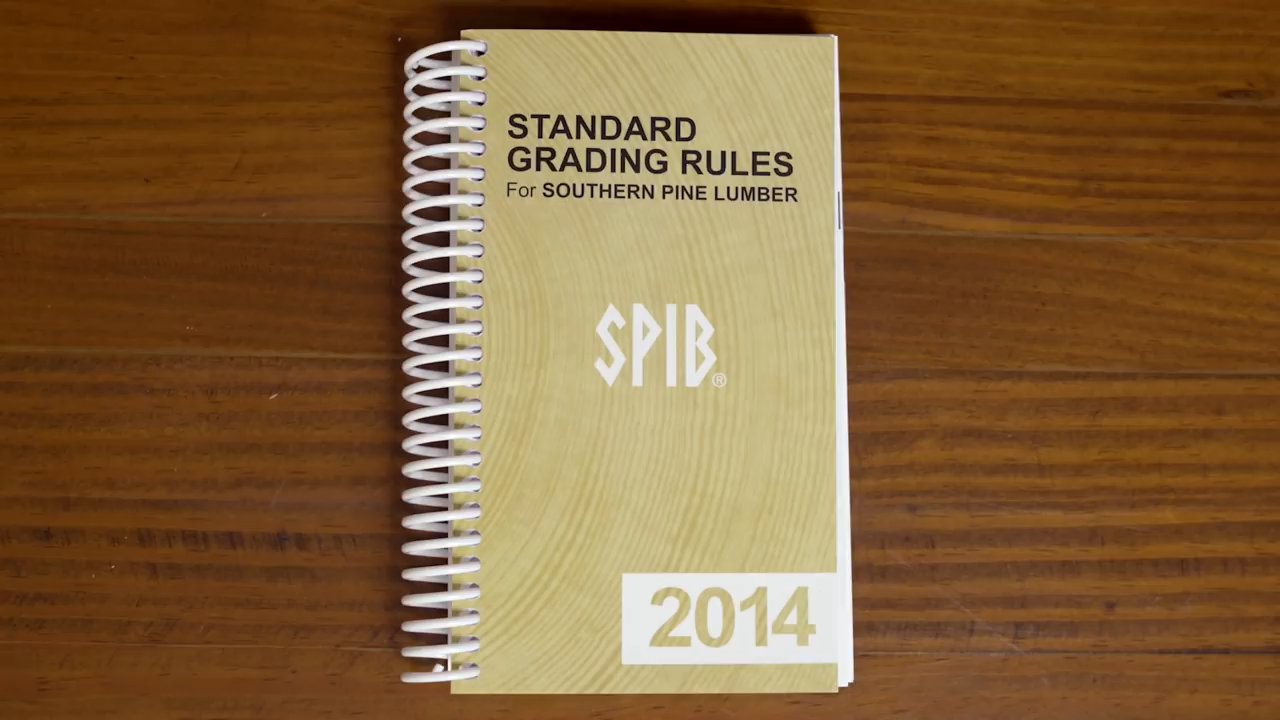 STANDARD
GRADING RULES
For SOUTHERN PINE LUMBER
SPIB®
2014